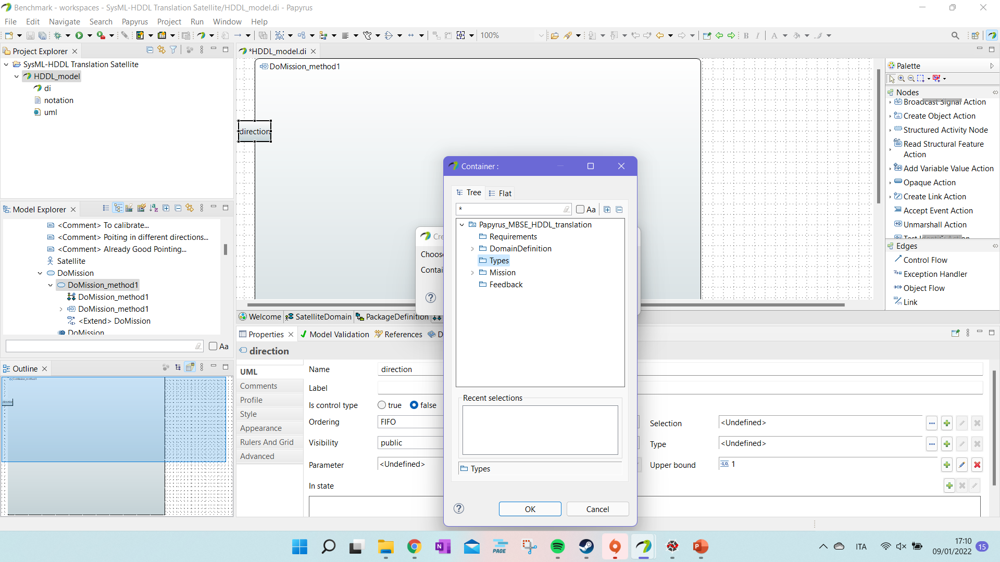 Benchmark - workspaces - SysML-HDDL Translation Satellite/HDDL_model.di - Papyrus
File Edit Navigate Search Papyrus Project Run Window Help
100%
B I A
Project Explorer
SysML-HDDL Translation Satellite
HDDL_model
di
notation
uml
*HDDL_model.di
DoMission_method1
direction
Palette
Nodes
Broadcast Signal Action
Create Object Action
Structured Activity Node
Read Structural Feature
Action
Add Variable Value Action
Opaque Action
Create Link Action
Accept Event Action
Unmarshall Action
Edges
Control Flow
Exception Handler
Object Flow
Link
Model Explorer
<Comment> To calibrate...
<Comment> Poiting in different directions...
<Comment> Already Good Pointing...
Satellite
DoMission
DoMission_method1
DoMission_method1
DoMission_method1
<Extend> DoMission
DoMission
Aa
Outline
Cre
Choose
Contai
?
Welcome SatelliteDomain PackageDefinition
Properties Model Validation References D
direction
UML
Comments
Profile
Style
Appearance
Rulers And Grid
Advanced
Name direction
Label
Is control type true false
Ordering FIFO
Visibility public
Parameter <Undefined>
In state
Selection <Undefined>
Type <Undefined>
Upper bound 1
Container :
Tree Flat
* Aa
Papyrus_MBSE_HDDL_translation
Requirements
DomainDefinition
Types
Mission
Feedback
Recent selections
Types
? OK Cancel
N PAGE P
ITA
17:10
09/01/2022 15